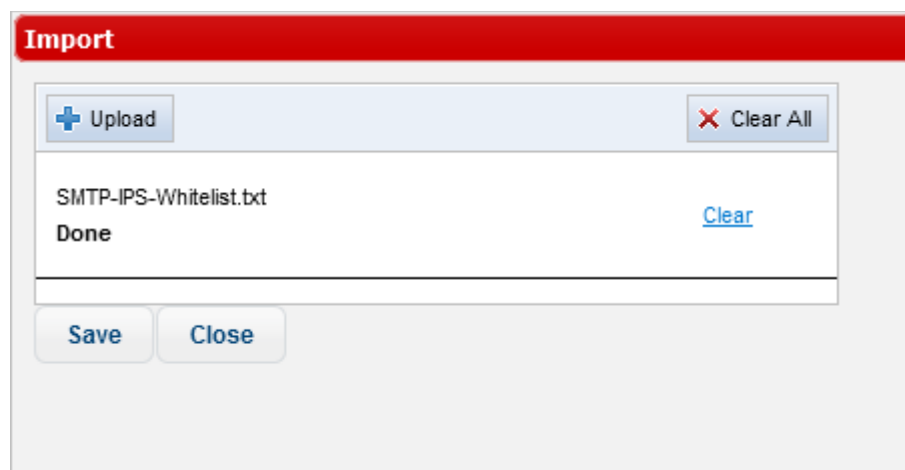 Import
Upload
Clear All
SMTP-IPS-Whitelist.txt
Clear
Done
Save
Close